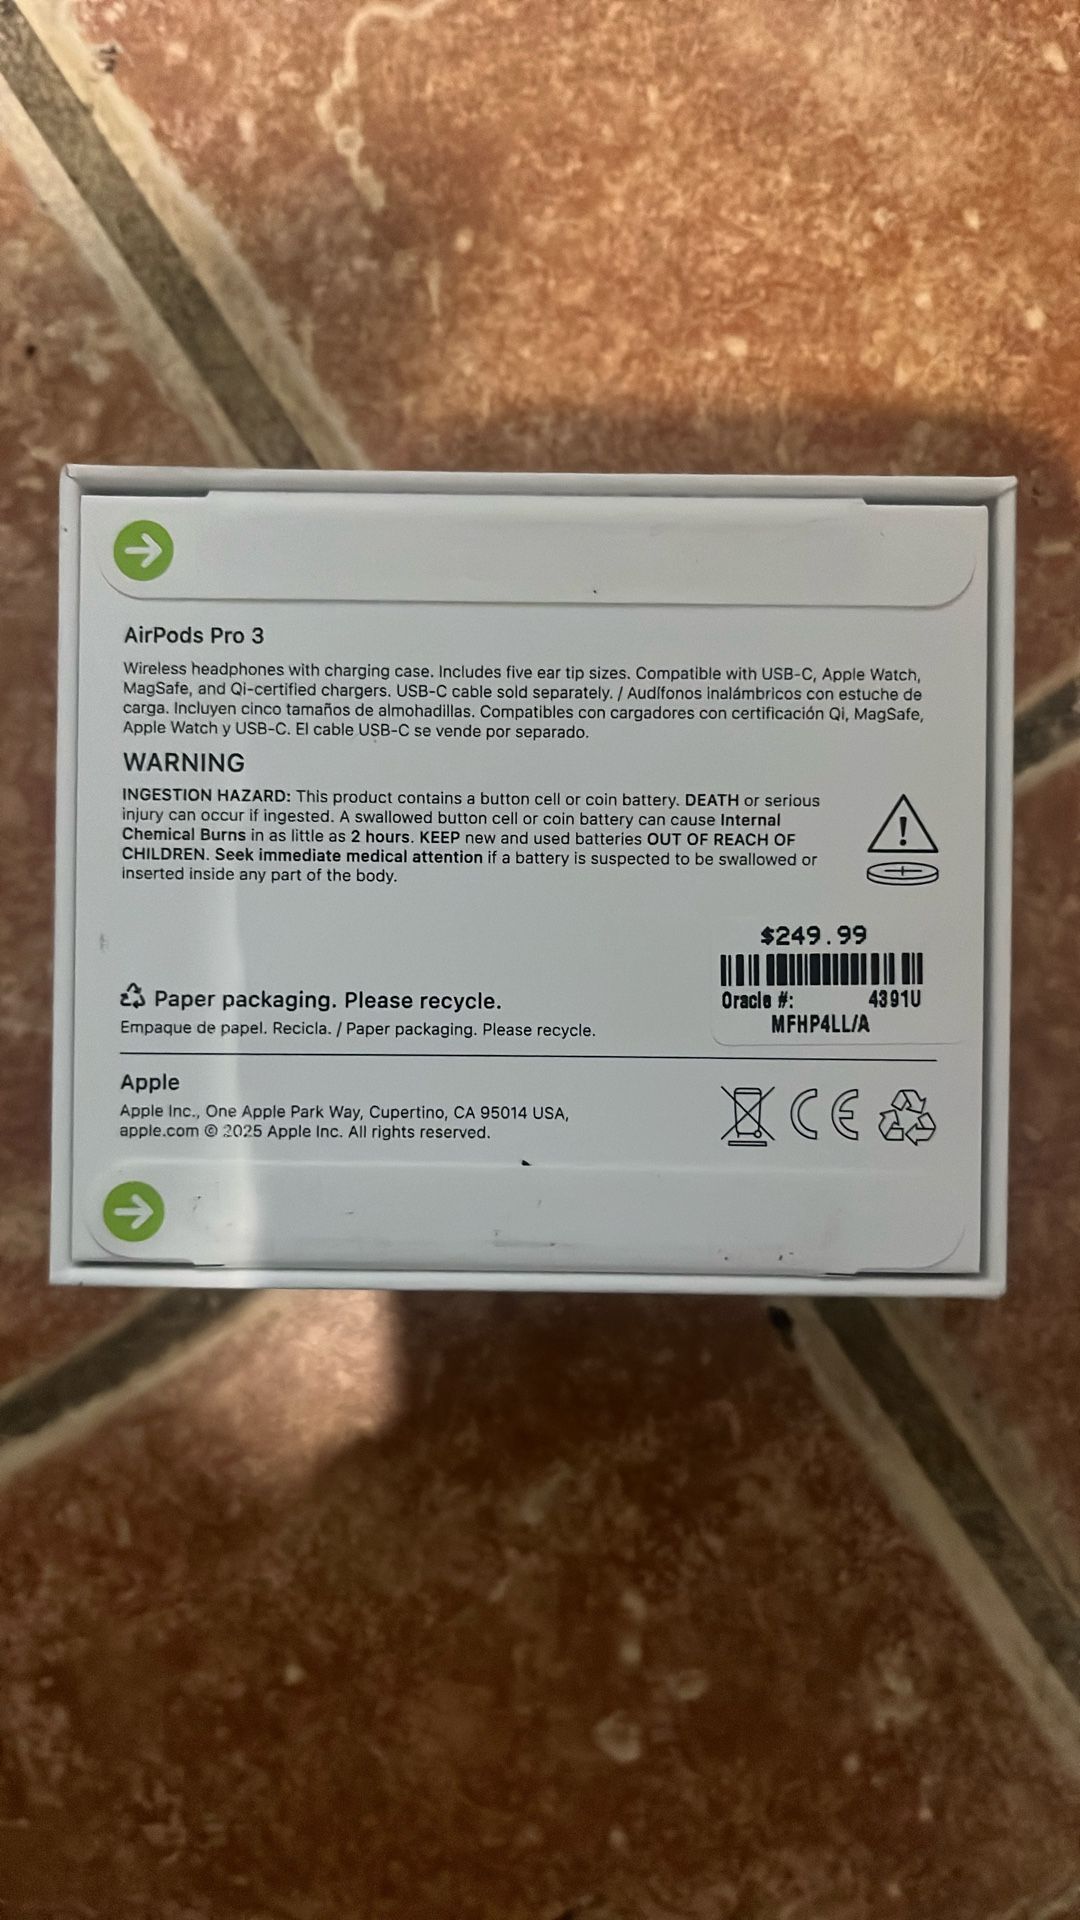 AirPods Pro 3
Wireless headphones with charging case. Includes five ear tip sizes. Compatible with USB-C, Apple Watch,
MagSafe, and Qi-certified chargers. USB-C cable sold separately. / Audífonos inalámbricos con estuche de
carga. Incluyen cinco tamaños de almohadillas. Compatibles con cargadores con certificación Qi, MagSafe,
Apple Watch y USB-C. El cable USB-C se vende por separado.
WARNING
INGESTION HAZARD: This product contains a button cell or coin battery. DEATH or serious
injury can occur if ingested. A swallowed button cell or coin battery can cause Internal
Chemical Burns in as little as 2 hours. KEEP new and used batteries OUT OF REACH OF
CHILDREN. Seek immediate medical attention if a battery is suspected to be swallowed or
inserted inside any part of the body.
$249.99
Oracle #: 4391U
MFHP4LL/A
Paper packaging. Please recycle.
Empaque de papel. Recicla. / Paper packaging. Please recycle.
Apple
Apple Inc., One Apple Park Way, Cupertino, CA 95014 USA,
apple.com © 2025 Apple Inc. All rights reserved.
CE